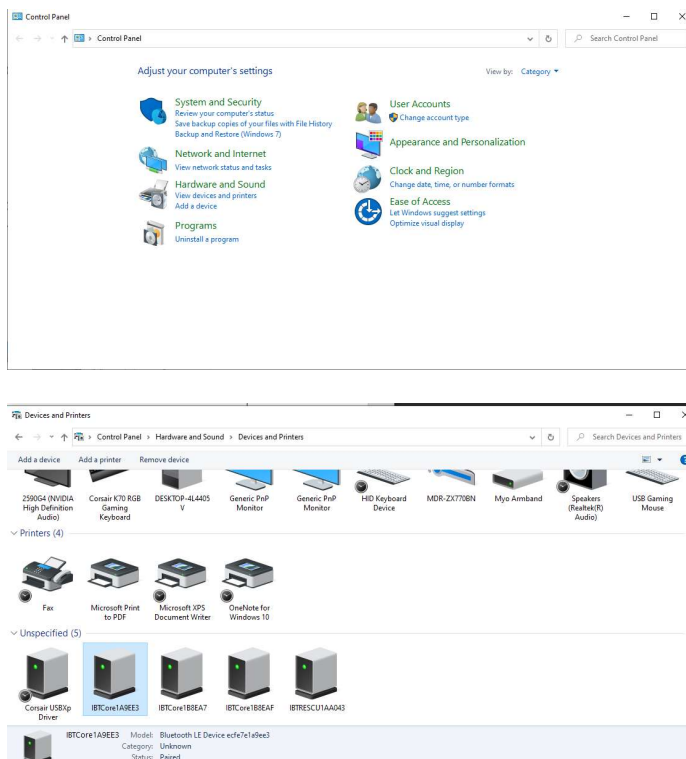 Control Panel
Control Panel
Search Control Panel
Adjust your computer's settings
View by: Category
System and Security
Review your computer's status
Save backup copies of your files with File History
Backup and Restore (Windows 7)
Network and Internet
View network status and tasks
Hardware and Sound
View devices and printers
Add a device
Programs
Uninstall a program
User Accounts
Change account type
Appearance and Personalization
Clock and Region
Change date, time, or number formats
Ease of Access
Let Windows suggest settings
Optimize visual display
Devices and Printers
Control Panel › Hardware and Sound › Devices and Printers
Search Devices and Printers
Add a device Add a printer Remove device
2590G4 (NVIDIA
High Definition
Audio)
Corsair K70 RGB
Gaming
Keyboard
DESKTOP-4L4405
V
Generic PnP
Monitor
Generic PnP
Monitor
HID Keyboard
Device
MDR-ZX770BN
Myo Armband
Speakers
(Realtek(R)
Audio)
USB Gaming
Mouse
Printers (4)
Fax
Microsoft Print
to PDF
Microsoft XPS
Document Writer
OneNote for
Windows 10
Unspecified (5)
Corsair USBXp
Driver
IBTCore1A9EE3
IBTCore1B8EA7
IBTCore1B8EAF
IBTRESCU1AA043
IBTCore1A9EE3 Model: Bluetooth LE Device ecfe7e1a9ee3
Category: Unknown
Status: Paired